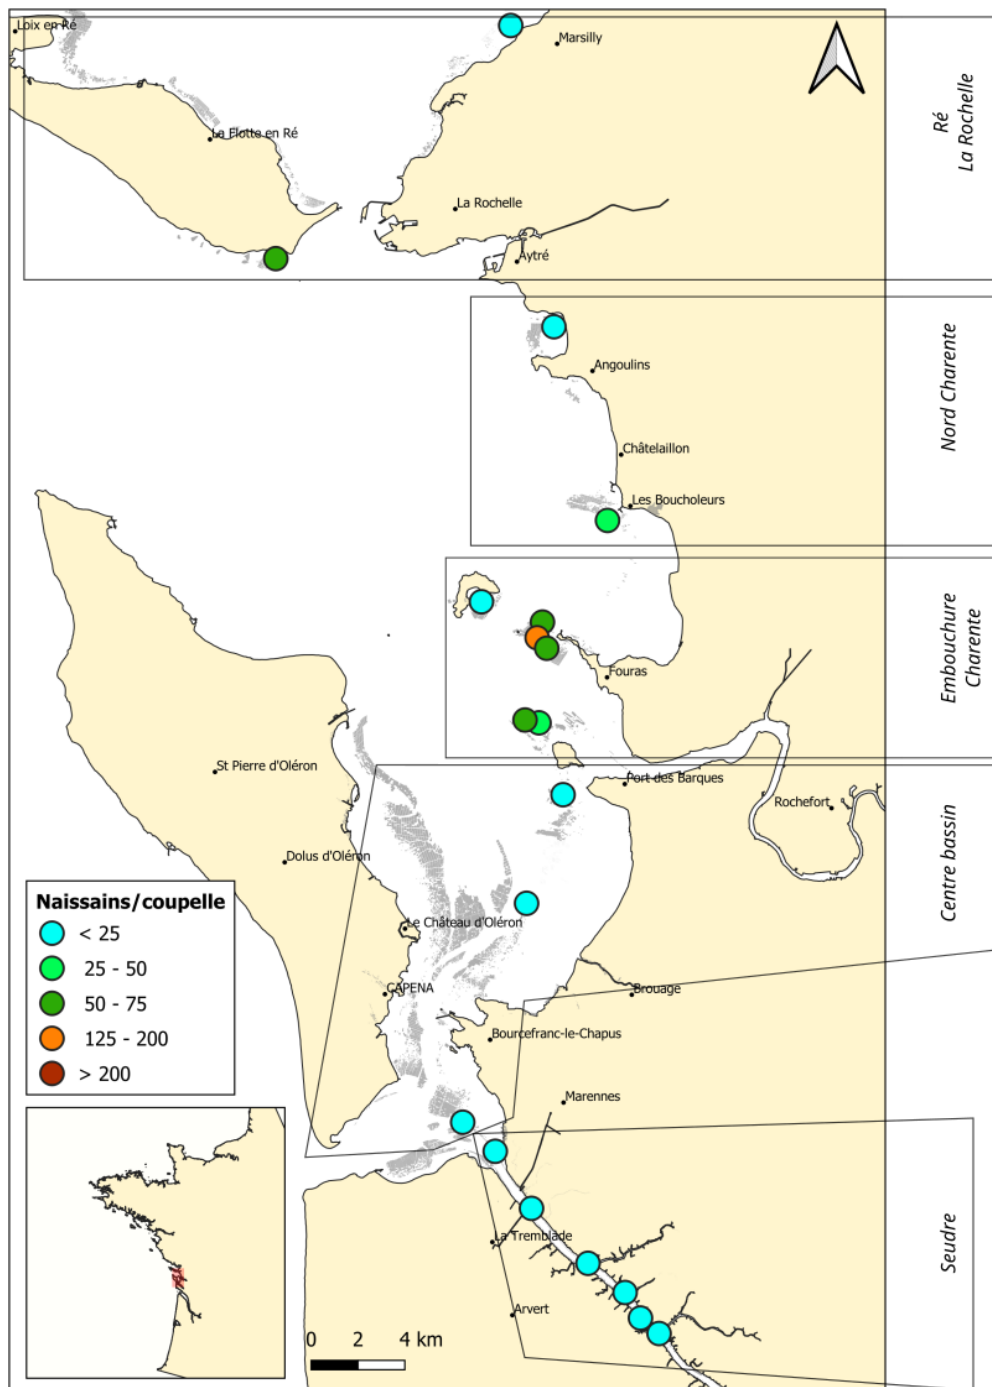 Loix en Ré
Marsilly
La Flotte en Ré
Ré
La Rochelle
La Rochelle
Aytré
Nord Charente
Angoulins
Châtelaillon
Les Boucholeurs
Embouchure
Charente
Fouras
St Pierre d'Oléron
Port des Barques
Rochefort
Centre bassin
Dolus d'Oléron
Naissains/coupelle
< 25
25 - 50
50 - 75
125 - 200
> 200
Le Château d'Oléron
CAPENA
Brouage
Bourcefranc-le-Chapus
Marennes
La Tremblade
Seudre
Arvert
0 2 4 km